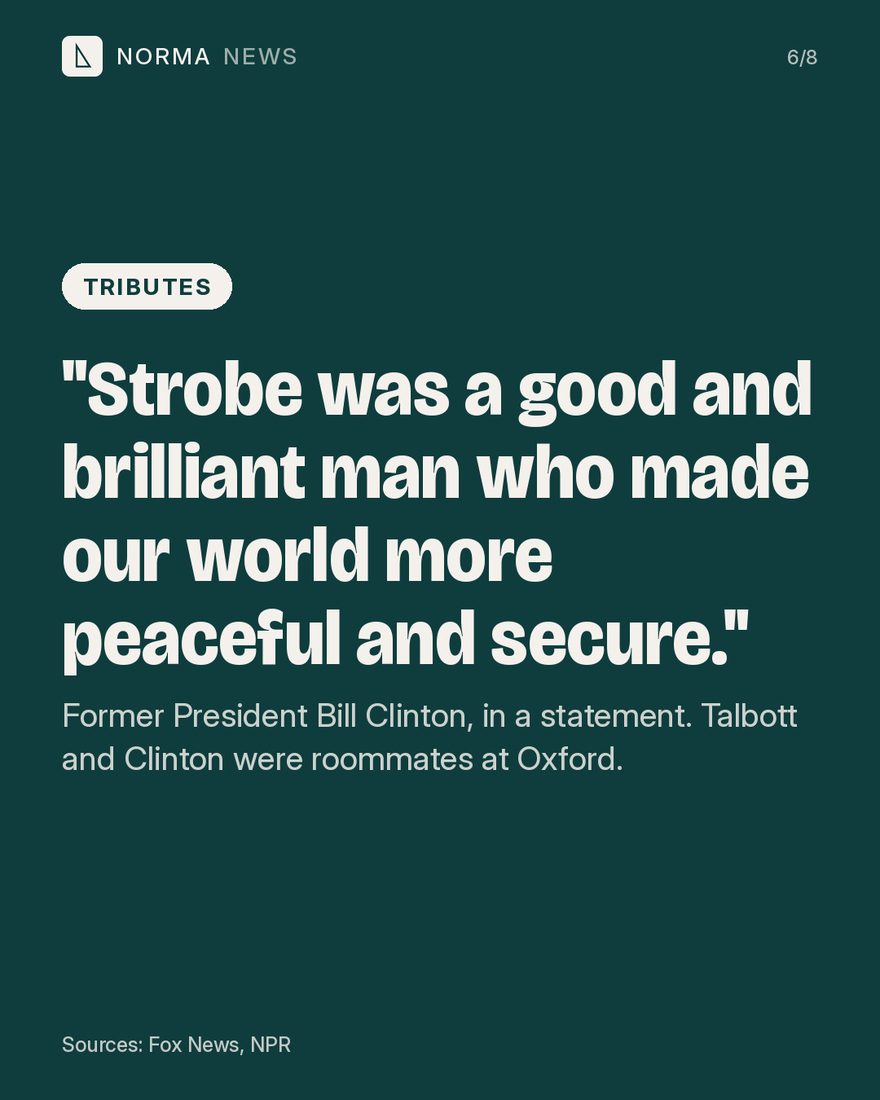 NORMA NEWS
6/8
TRIBUTES
"Strobe was a good and
brilliant man who made
our world more
peaceful and secure."
Former President Bill Clinton, in a statement. Talbott
and Clinton were roommates at Oxford.
Sources: Fox News, NPR